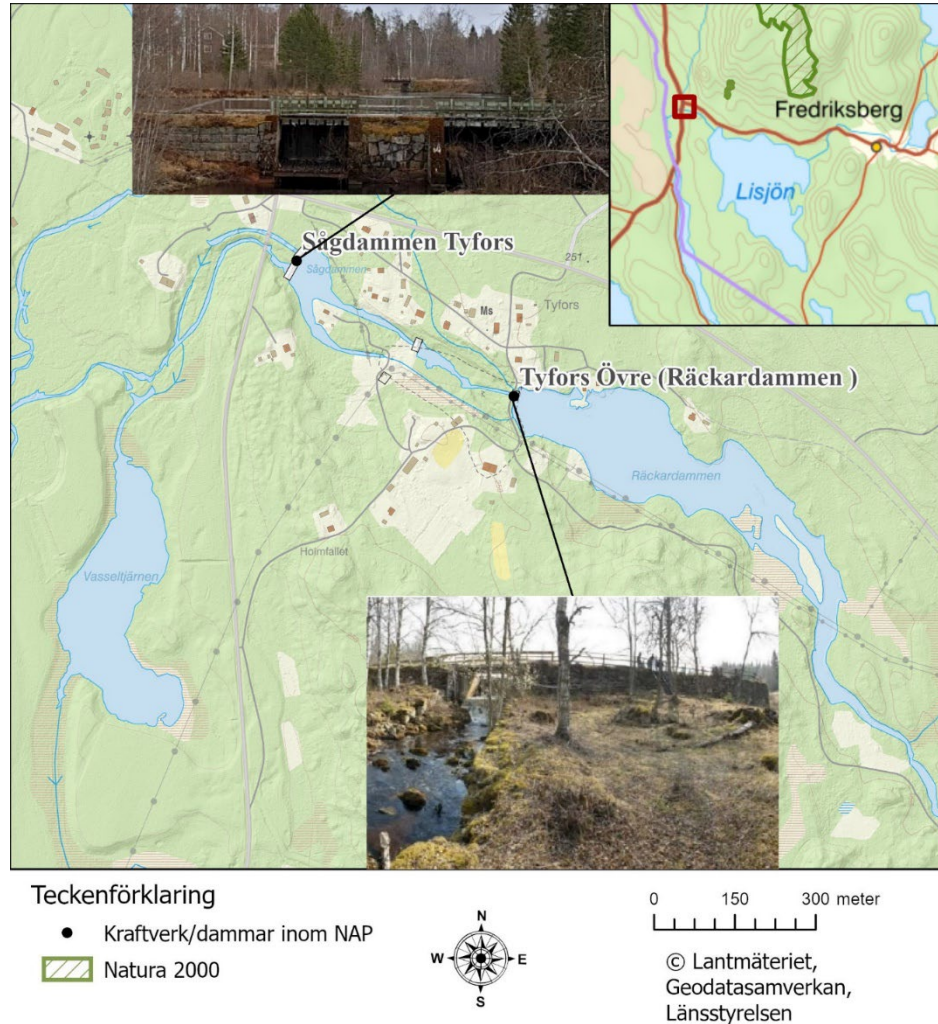 Fredriksberg
Lisjön
Sågdammen Tyfors
Sågdammen
251
Tyfors
Ms
Tyfors Övre (Räckardammen )
Räckardammen
Holmfallet
Vasseltjärnen
Teckenförklaring
Kraftverk/dammar inom NAP
Natura 2000
N
W E
S
0 150 300 meter
© Lantmäteriet,
Geodatasamverkan,
Länsstyrelsen